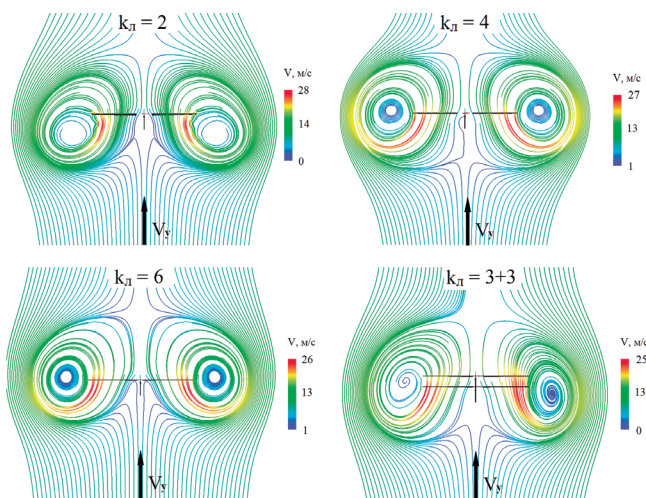 kл = 2
V, м/с
28
14
0
Vy
kл = 4
V, м/с
27
13
1
Vy
kл = 6
V, м/с
26
13
1
Vy
kл = 3+3
V, м/с
25
13
0
Vy